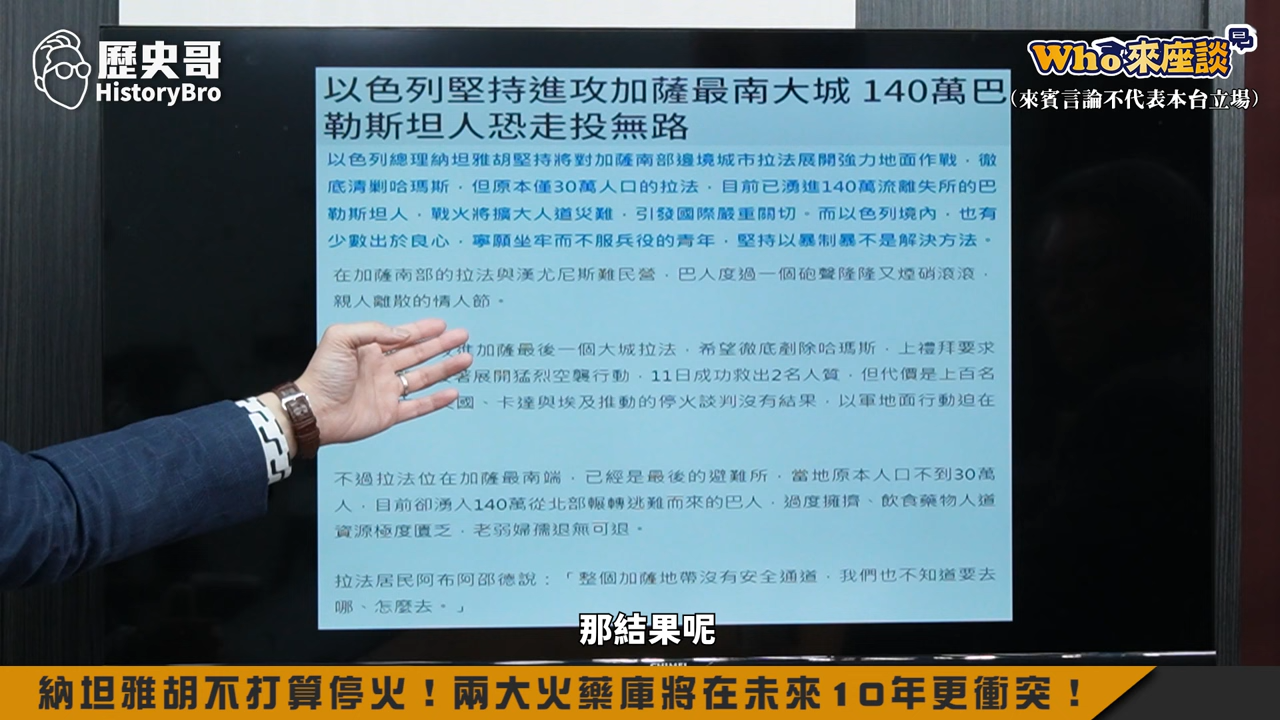 歷史哥
HistoryBro
Who來座談
(來賓言論不代表本台立場)
以色列堅持進攻加薩最南大城 140萬巴
勒斯坦人恐走投無路
以色列總理納坦雅胡堅持將對加薩南部邊境城市拉法展開強力地面作戰，徹
底清剿哈瑪斯，但原本僅30萬人口的拉法，目前已湧進140萬流離失所的巴
勒斯坦人，戰火將擴大人道災難，引發國際嚴重關切。而以色列境內，也有
少數出於良心，寧願坐牢而不服兵役的青年，堅持以暴制暴不是解決方法。
在加薩南部的拉法與漢尤尼斯難民營，巴人度過一個砲聲隆隆又煙硝滾滾，
親人離散的情人節。
進加薩最後一個大城拉法，希望徹底剷除哈瑪斯，上禮拜要求
著展開猛烈空襲行動，11日成功救出2名人質，但代價是上百名
國、卡達與埃及推動的停火談判沒有結果，以軍地面行動迫在
不過拉法位在加薩最南端，已經是最後的避難所，當地原本人口不到30萬
人，目前卻湧入140萬從北部輾轉逃難而來的巴人，過度擁擠、飲食藥物人道
資源極度匱乏，老弱婦孺退無可退。
拉法居民阿布阿邵德說：「整個加薩地帶沒有安全通道，我們也不知道要去
哪、怎麼去。」
那結果呢
納坦雅胡不打算停火！兩大火藥庫將在未來10年更衝突！